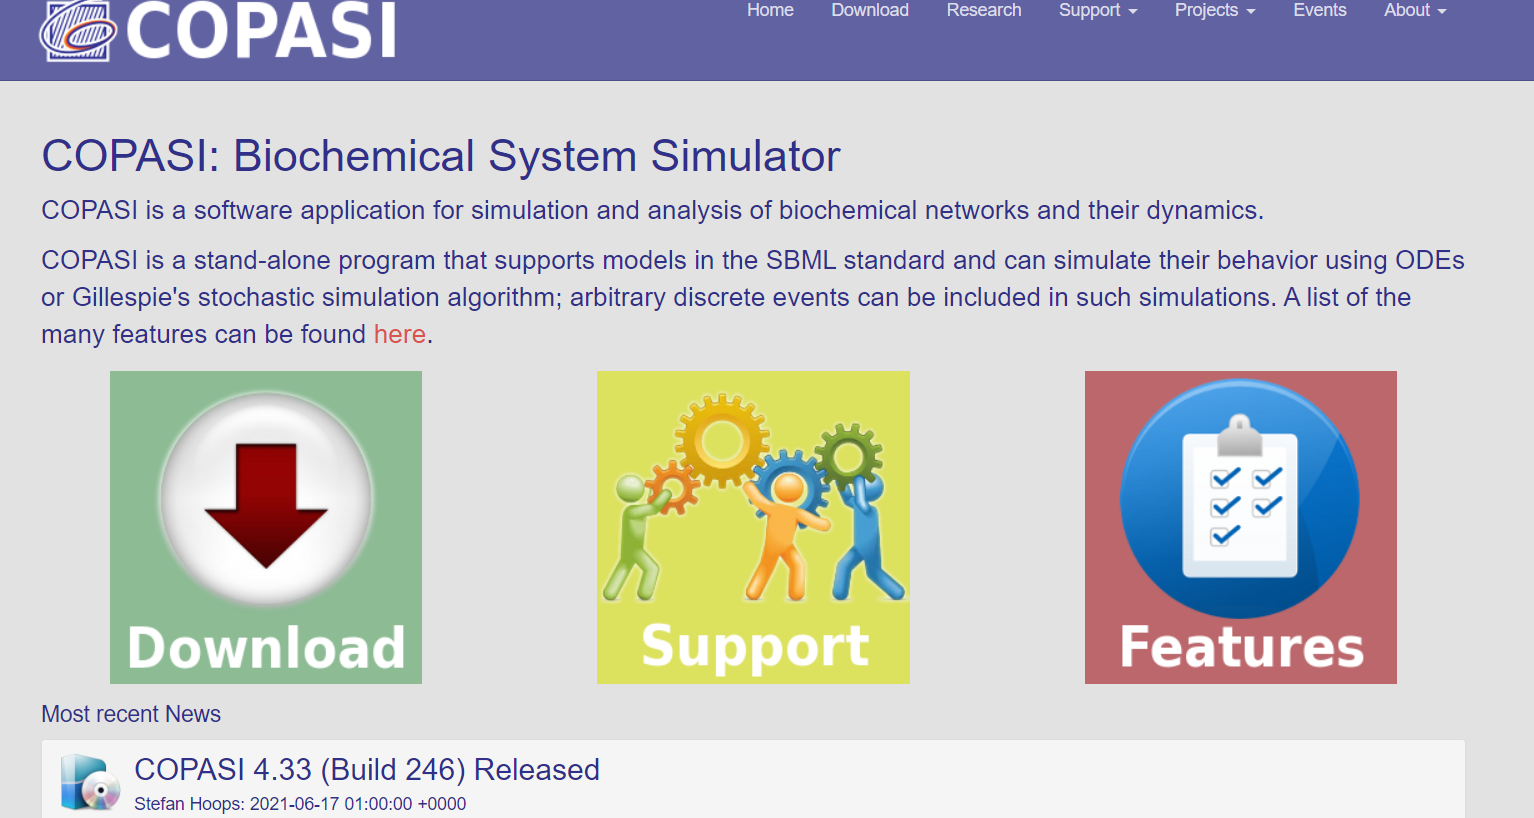 COPASI
Home Download Research Support Projects Events About
COPASI: Biochemical System Simulator
COPASI is a software application for simulation and analysis of biochemical networks and their dynamics.
COPASI is a stand-alone program that supports models in the SBML standard and can simulate their behavior using ODEs
or Gillespie's stochastic simulation algorithm; arbitrary discrete events can be included in such simulations. A list of the
many features can be found here.
Download
Support
Features
Most recent News
COPASI 4.33 (Build 246) Released
Stefan Hoops: 2021-06-17 01:00:00 +0000